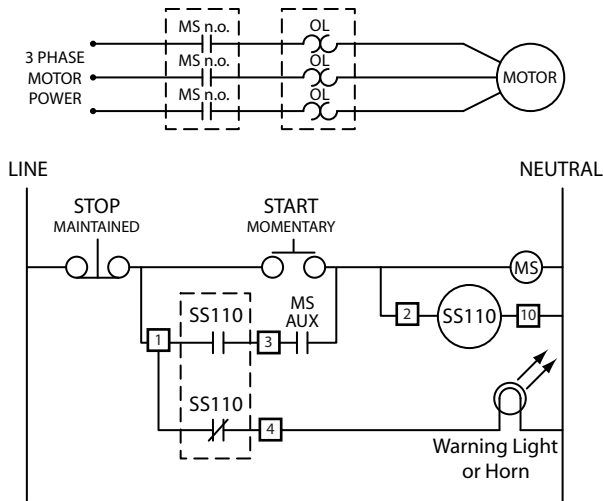 MS n.o.
OL
3 PHASE
MOTOR
POWER
MS n.o.
OL
MOTOR
MS n.o.
OL
LINE
NEUTRAL
STOP
MAINTAINED
START
MOMENTARY
MS
SS110
MS
AUX
1
3
2
SS110
10
SS110
4
Warning Light
or Horn